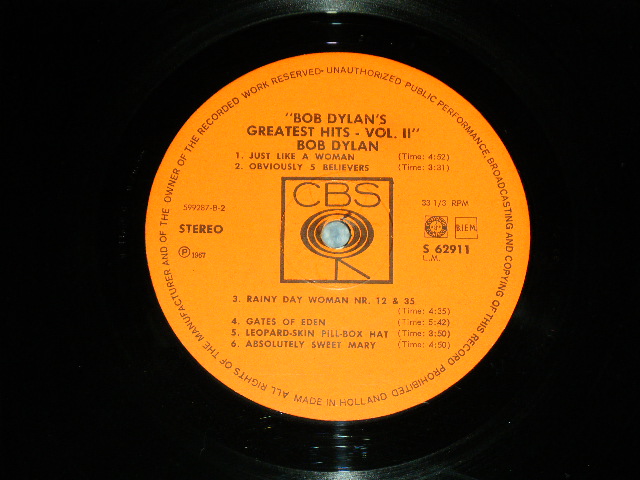 ALL RIGHTS OF THE MANUFACTURER AND OF THE OWNER OF THE RECORDED WORK RESERVED · UNAUTHORIZED PUBLIC PERFORMANCE, BROADCASTING AND COPYING OF THIS RECORD PROHIBITED
"BOB DYLAN'S
GREATEST HITS - VOL. II"
BOB DYLAN
1. JUST LIKE A WOMAN (Time: 4:52)
2. OBVIOUSLY 5 BELIEVERS (Time: 3:31)
CBS
599287-B-2
33 1/3 RPM
STEREO
B.I.E.M.
S 62911
L.M.
Ⓟ 1967
3. RAINY DAY WOMAN NR. 12 & 35
(Time: 4:35)
4. GATES OF EDEN (Time: 5:42)
5. LEOPARD-SKIN PILL-BOX HAT (Time: 3:50)
6. ABSOLUTELY SWEET MARY (Time: 4:50)
MADE IN HOLLAND